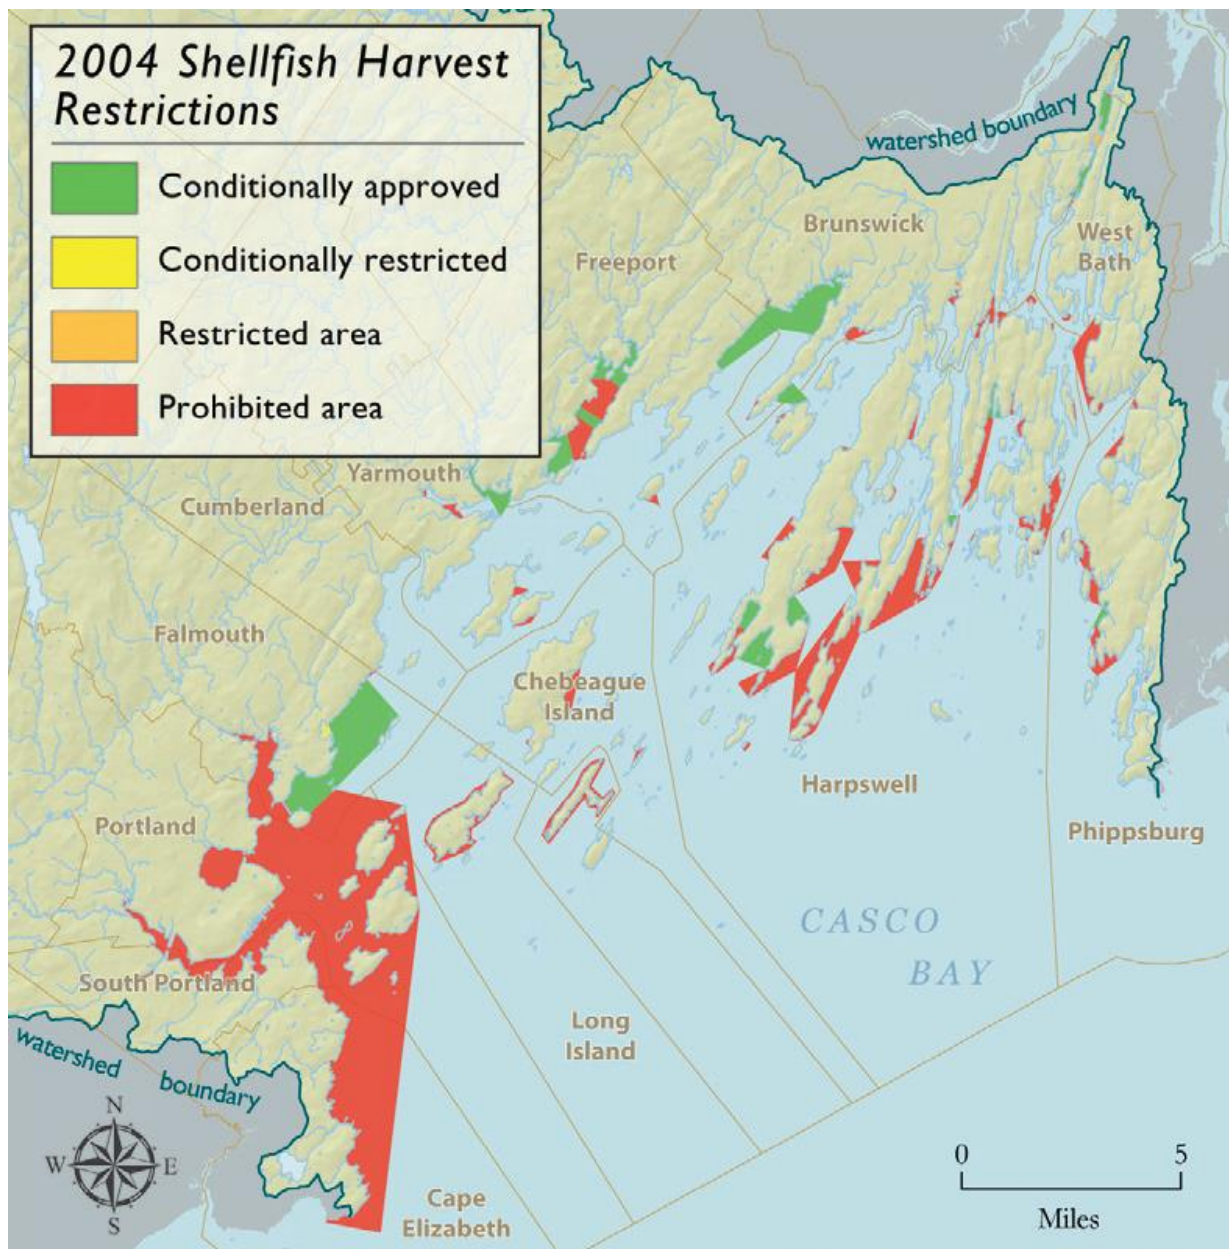 2004 Shellfish Harvest
Restrictions
Conditionally approved
Conditionally restricted
Restricted area
Prohibited area
watershed boundary
Brunswick
West
Bath
Freeport
Yarmouth
Cumberland
Falmouth
Chebeague
Island
Harpswell
Portland
Phippsburg
CASCO
BAY
South Portland
Long
Island
watershed boundary
N
W E
S
Cape
Elizabeth
0 5
Miles